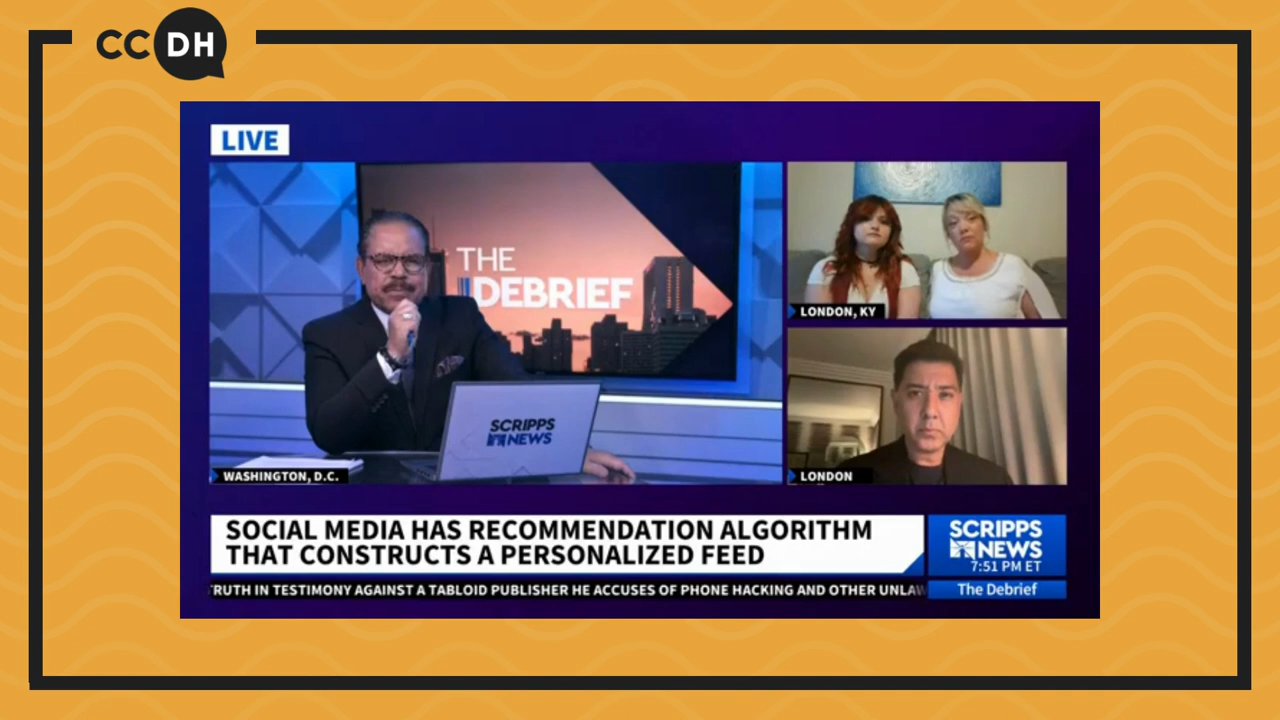 CC DH
LIVE
THE
DEBRIEF
SCRIPPS
NEWS
WASHINGTON, D.C.
LONDON, KY
LONDON
SOCIAL MEDIA HAS RECOMMENDATION ALGORITHM
THAT CONSTRUCTS A PERSONALIZED FEED
SCRIPPS
NEWS
7:51 PM ET
TRUTH IN TESTIMONY AGAINST A TABLOID PUBLISHER HE ACCUSES OF PHONE HACKING AND OTHER UNLAW
The Debrief